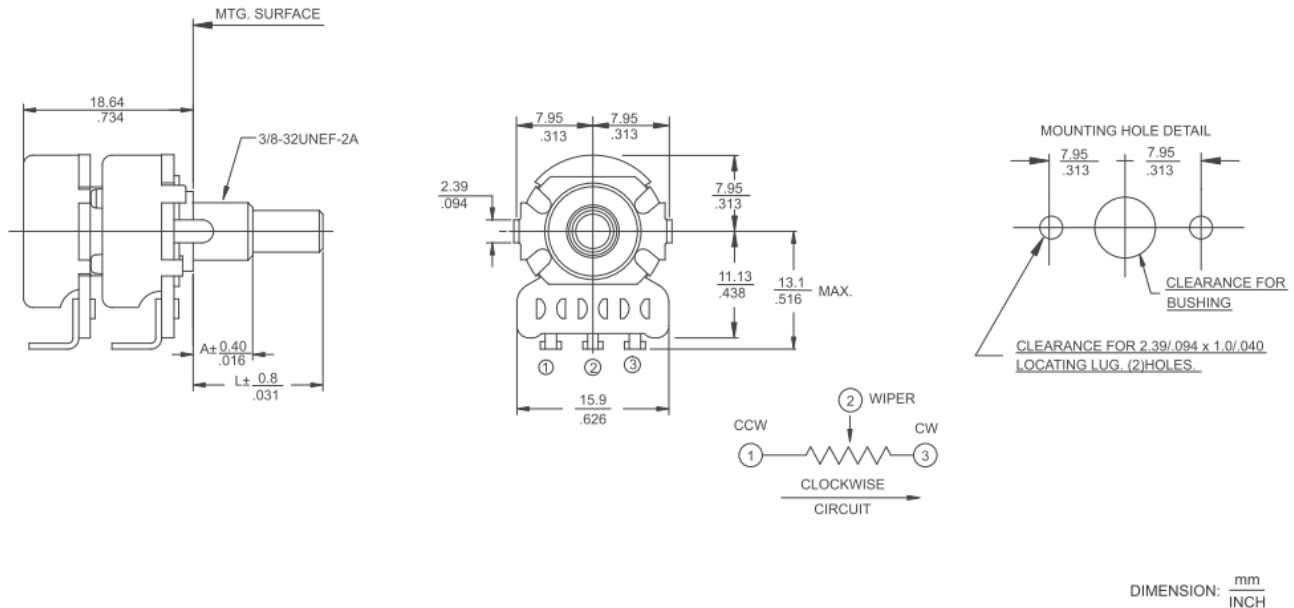 MTG. SURFACE
18.64
.734
3/8-32UNEF-2A
A± 0.40
.016
L± 0.8
.031
7.95 7.95
.313 .313
2.39
.094
7.95
.313
11.13
.438
13.1
.516 MAX.
1 2 3
15.9
.626
2 WIPER
CCW CW
1 3
CLOCKWISE
CIRCUIT
MOUNTING HOLE DETAIL
7.95 7.95
.313 .313
CLEARANCE FOR
BUSHING
CLEARANCE FOR 2.39/.094 x 1.0/.040
LOCATING LUG. (2)HOLES.
DIMENSION: mm
INCH